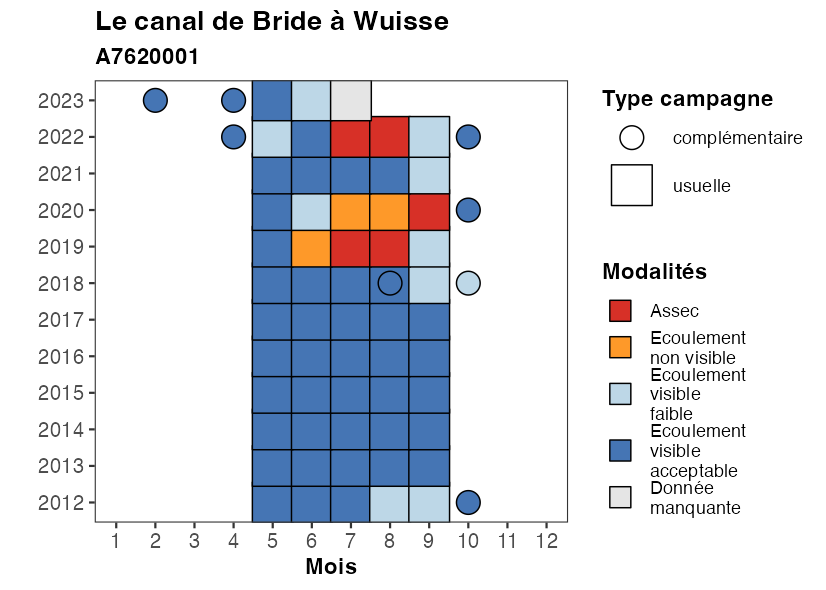 Le canal de Bride à Wuisse
A7620001
2023
2022
2021
2020
2019
2018
2017
2016
2015
2014
2013
2012
1 2 3 4 5 6 7 8 9 10 11 12
Mois
Type campagne
complémentaire
usuelle
Modalités
Assec
Ecoulement
non visible
Ecoulement
visible
faible
Ecoulement
visible
acceptable
Donnée
manquante